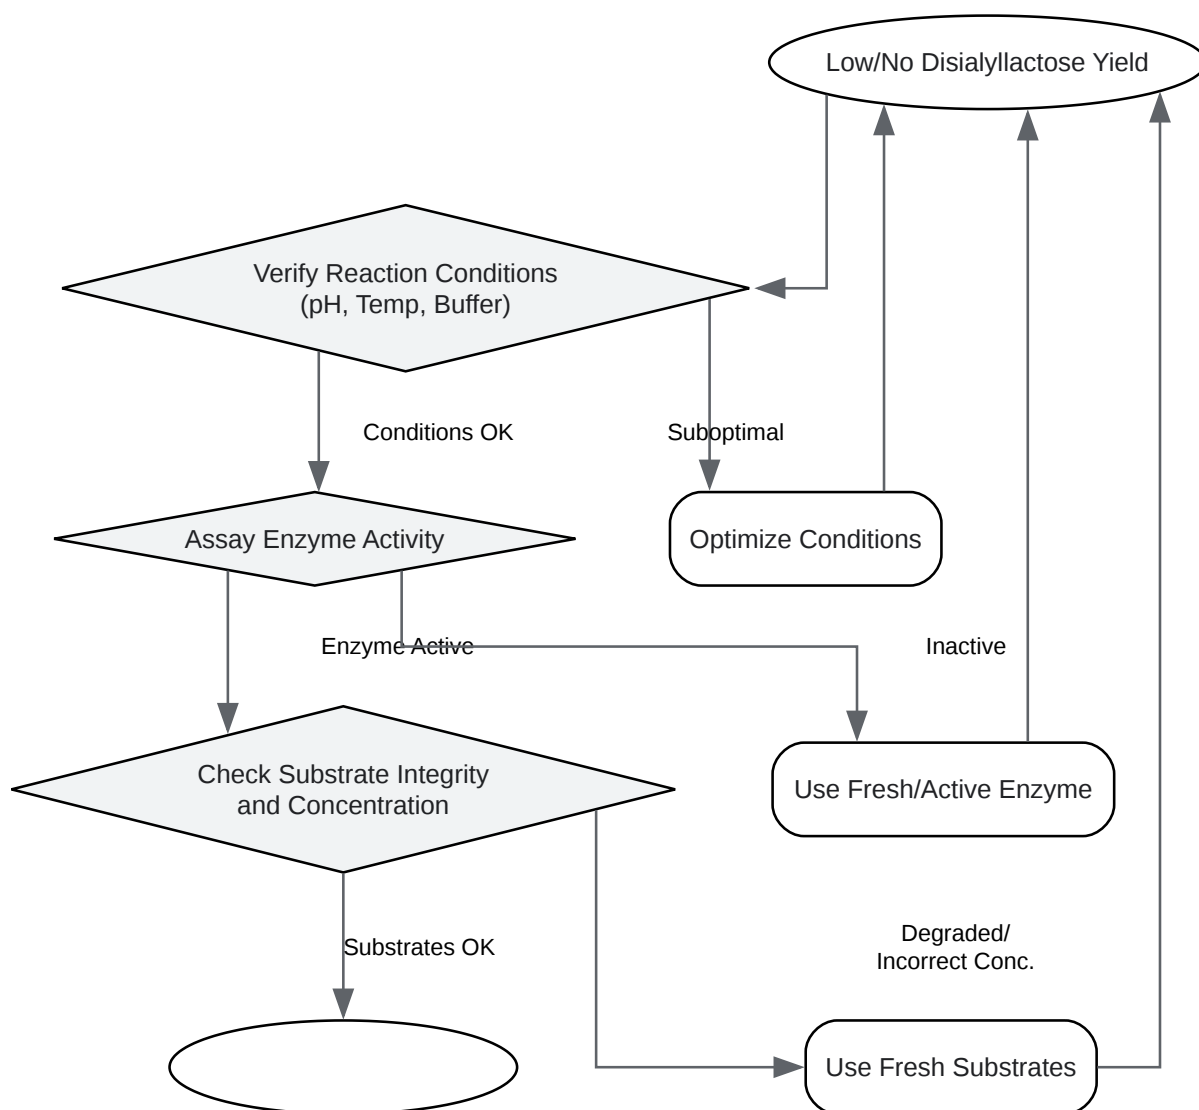 Low/No Disialyllactose Yield
Verify Reaction Conditions
(pH, Temp, Buffer)
Conditions OK
Suboptimal
Assay Enzyme Activity
Optimize Conditions
Enzyme Active
Inactive
Check Substrate Integrity
and Concentration
Use Fresh/Active Enzyme
Substrates OK
Degraded/
Incorrect Conc.
Use Fresh Substrates